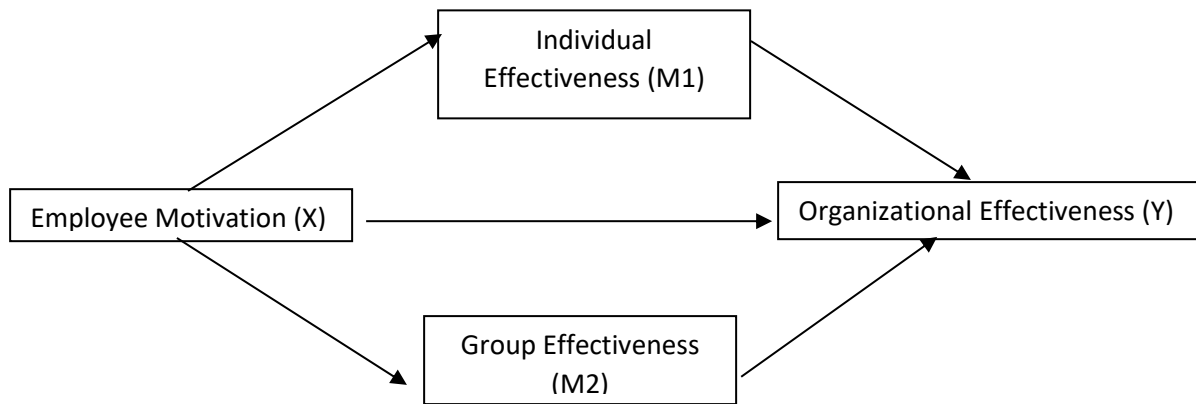 Individual
Effectiveness (M1)
Employee Motivation (X)
Organizational Effectiveness (Y)
Group Effectiveness
(M2)